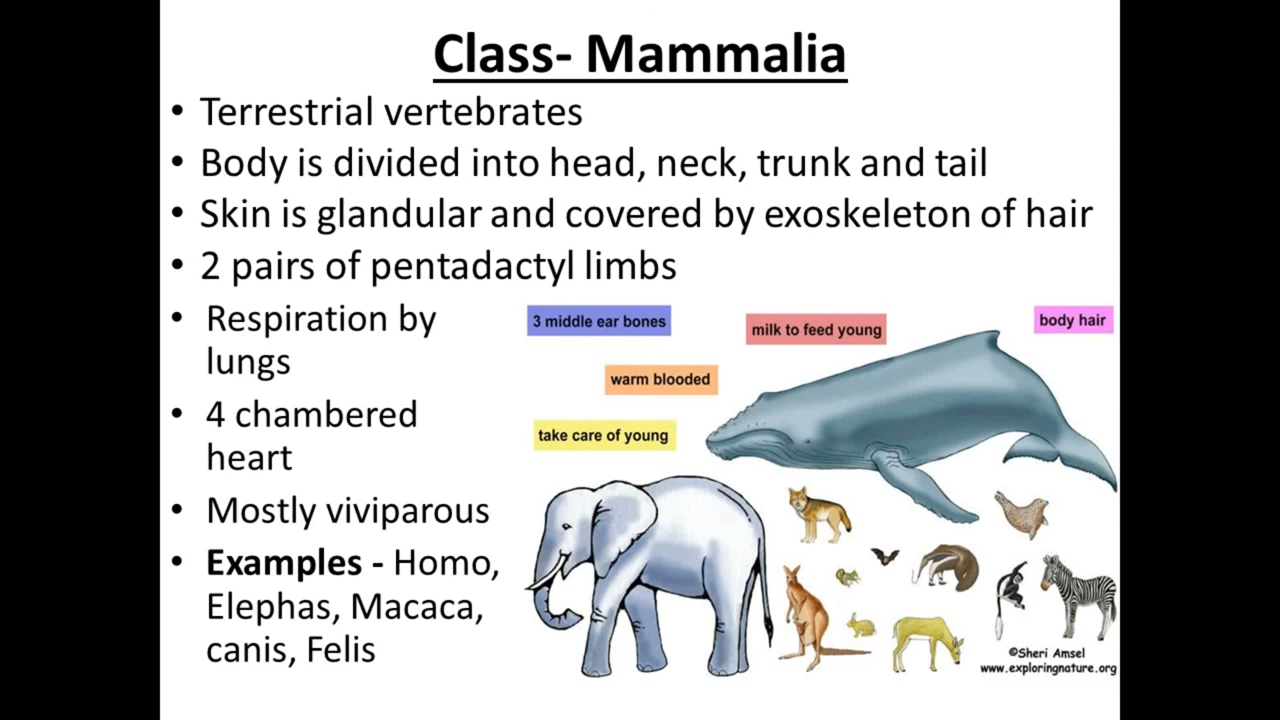 Class- Mammalia
• Terrestrial vertebrates
• Body is divided into head, neck, trunk and tail
• Skin is glandular and covered by exoskeleton of hair
• 2 pairs of pentadactyl limbs
• Respiration by
lungs
• 4 chambered
heart
• Mostly viviparous
• Examples - Homo,
Elephas, Macaca,
canis, Felis
3 middle ear bones
milk to feed young
body hair
warm blooded
take care of young
©Sheri Amsel
www.exploringnature.org